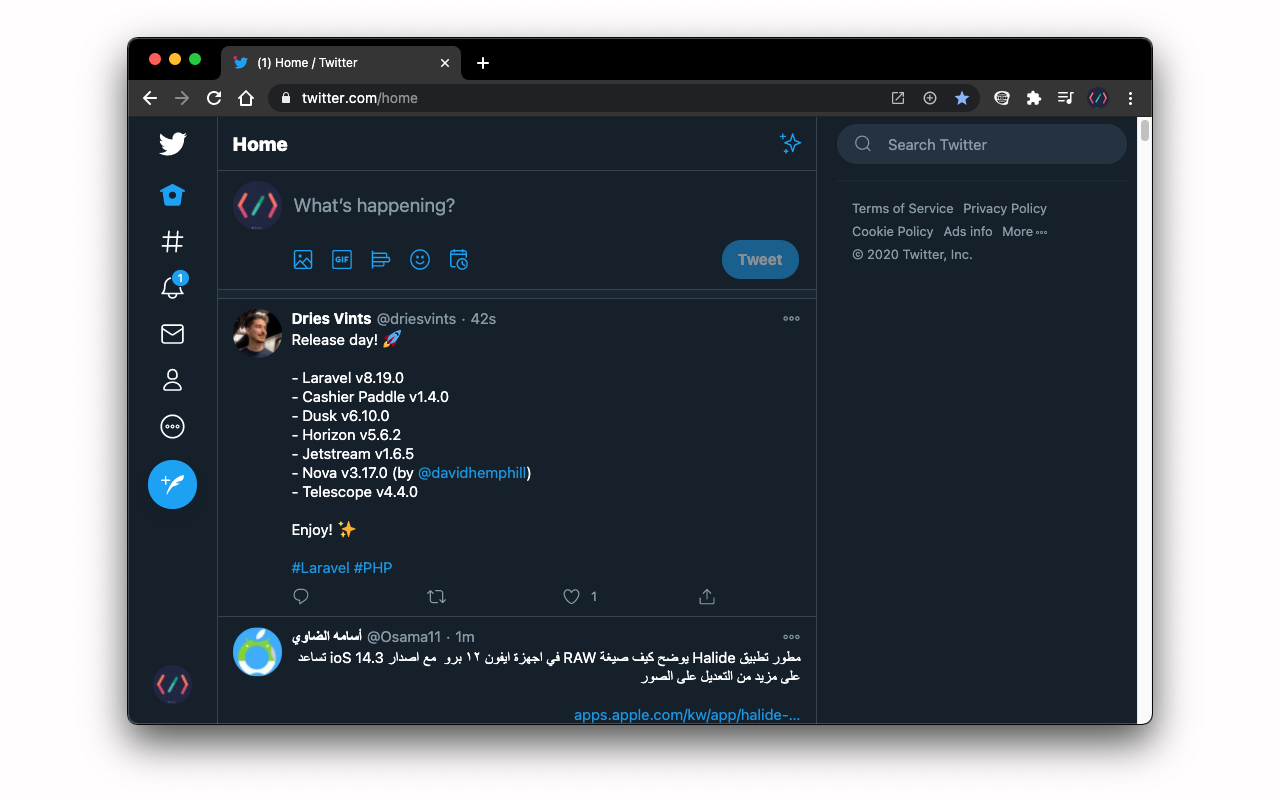 (1) Home / Twitter
twitter.com/home
Home
Search Twitter
What's happening?
GIF
Tweet
1
Terms of Service Privacy Policy
Cookie Policy Ads info More
© 2020 Twitter, Inc.
Dries Vints @driesvints · 42s
Release day! 🚀
- Laravel v8.19.0
- Cashier Paddle v1.4.0
- Dusk v6.10.0
- Horizon v5.6.2
- Jetstream v1.6.5
- Nova v3.17.0 (by @davidhemphill)
- Telescope v4.4.0
Enjoy! ✨
#Laravel #PHP
1
أسامه الضاوي @Osama11 · 1m
مطور تطبيق Halide يوضح كيف صيغة RAW في اجهزة ايفون ١٢ برو مع اصدار ioS 14.3 تساعد
على مزيد من التعديل على الصور
apps.apple.com/kw/app/halide-...